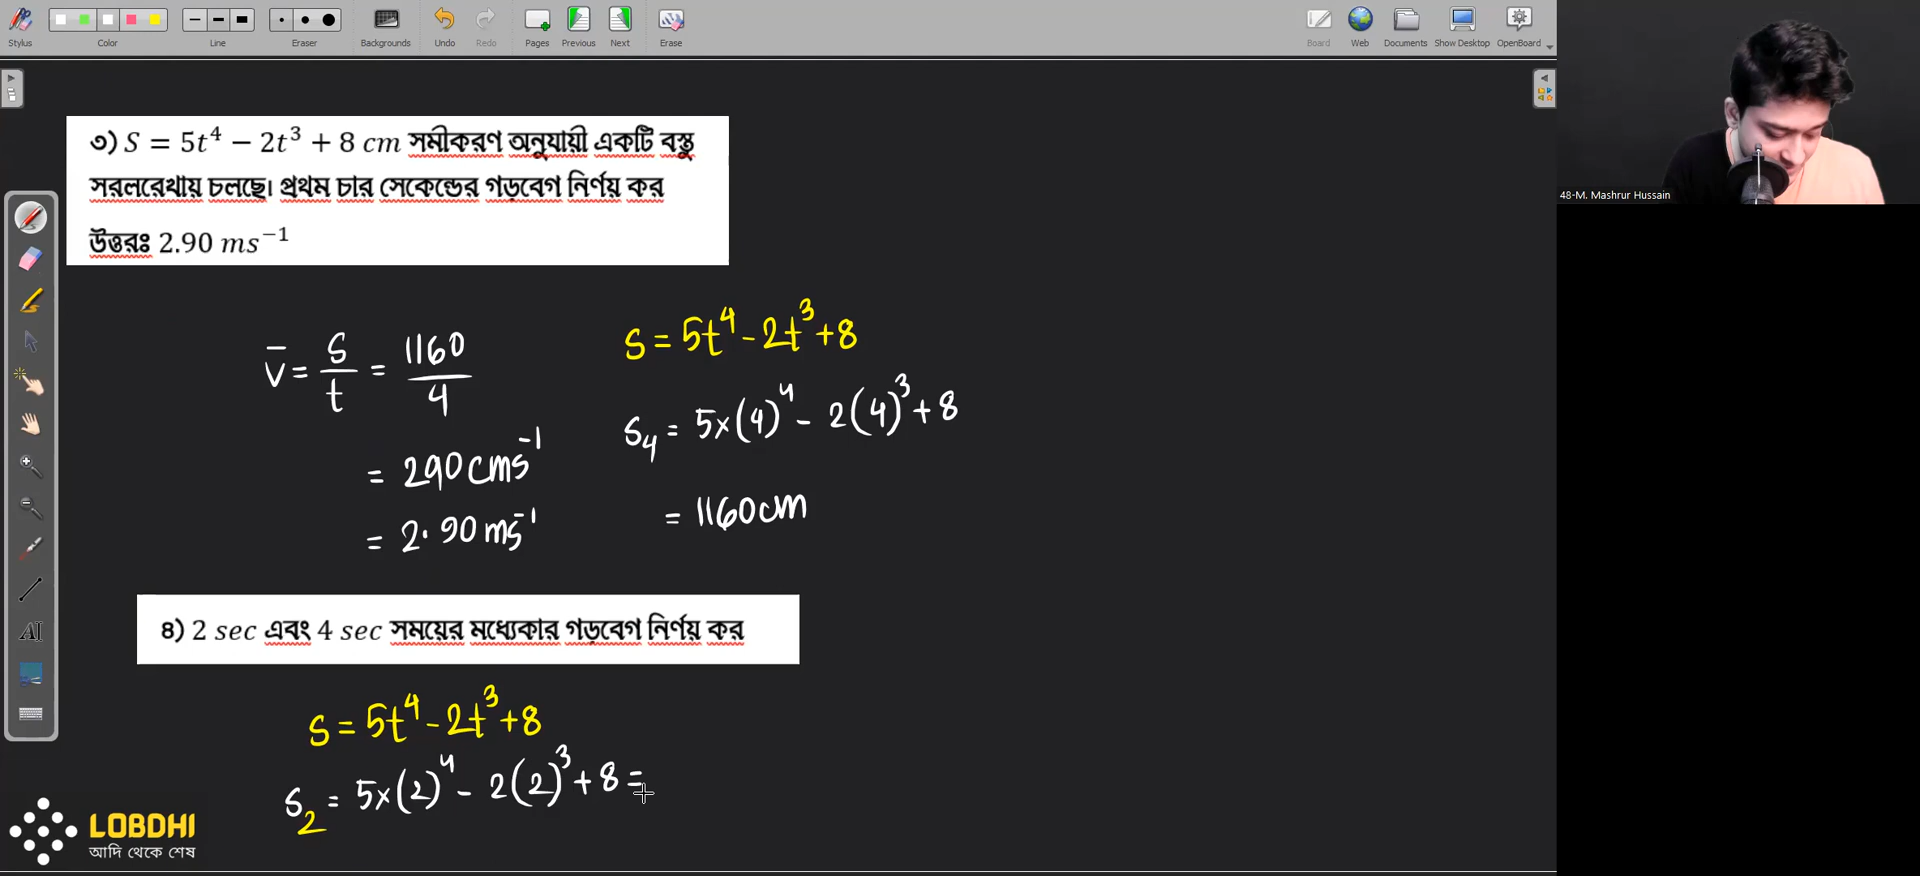 Stylus
Color
Line
Eraser
Backgrounds
Undo
Redo
Pages
Previous
Next
Erase
Board
Web
Documents
Show Desktop
OpenBoard
48-M. Mashrur Hussain
৩) S = 5t⁴ − 2t³ + 8 cm সমীকরণ অনুযায়ী একটি বস্তু
সরলরেখায় চলছে। প্রথম চার সেকেন্ডের গড়বেগ নির্ণয় কর
উত্তরঃ 2.90 ms⁻¹
v̄ = S/t = 1160/4
= 290 cms⁻¹
= 2.90 ms⁻¹
S = 5t⁴ − 2t³ + 8
S₄ = 5×(4)⁴ − 2(4)³ + 8
= 1160 cm
৪) 2 sec এবং 4 sec সময়ের মধ্যেকার গড়বেগ নির্ণয় কর
S = 5t⁴ − 2t³ + 8
S₂ = 5×(2)⁴ − 2(2)³ + 8 =
LOBDHI
আদি থেকে শেষ